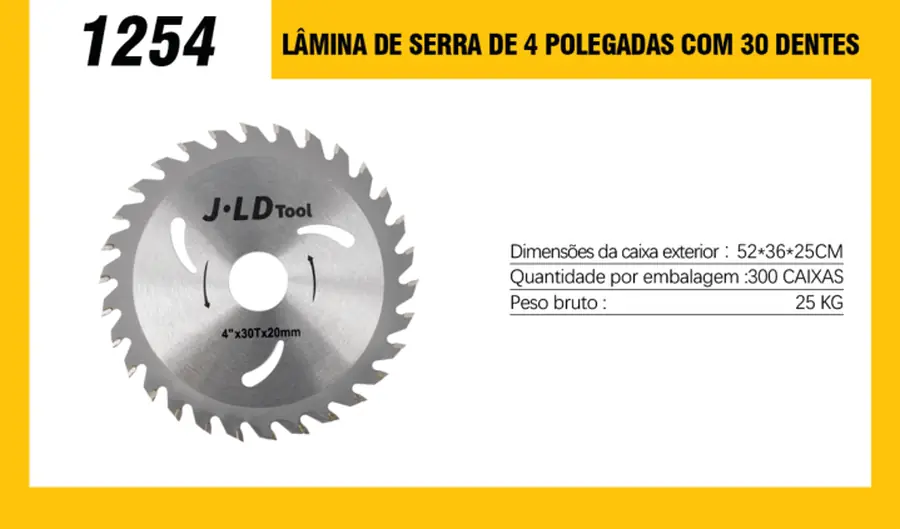 1254
LÂMINA DE SERRA DE 4 POLEGADAS COM 30 DENTES
J·LD Tool
4"x30Tx20mm
Dimensões da caixa exterior : 52*36*25CM
Quantidade por embalagem :300 CAIXAS
Peso bruto : 25 KG